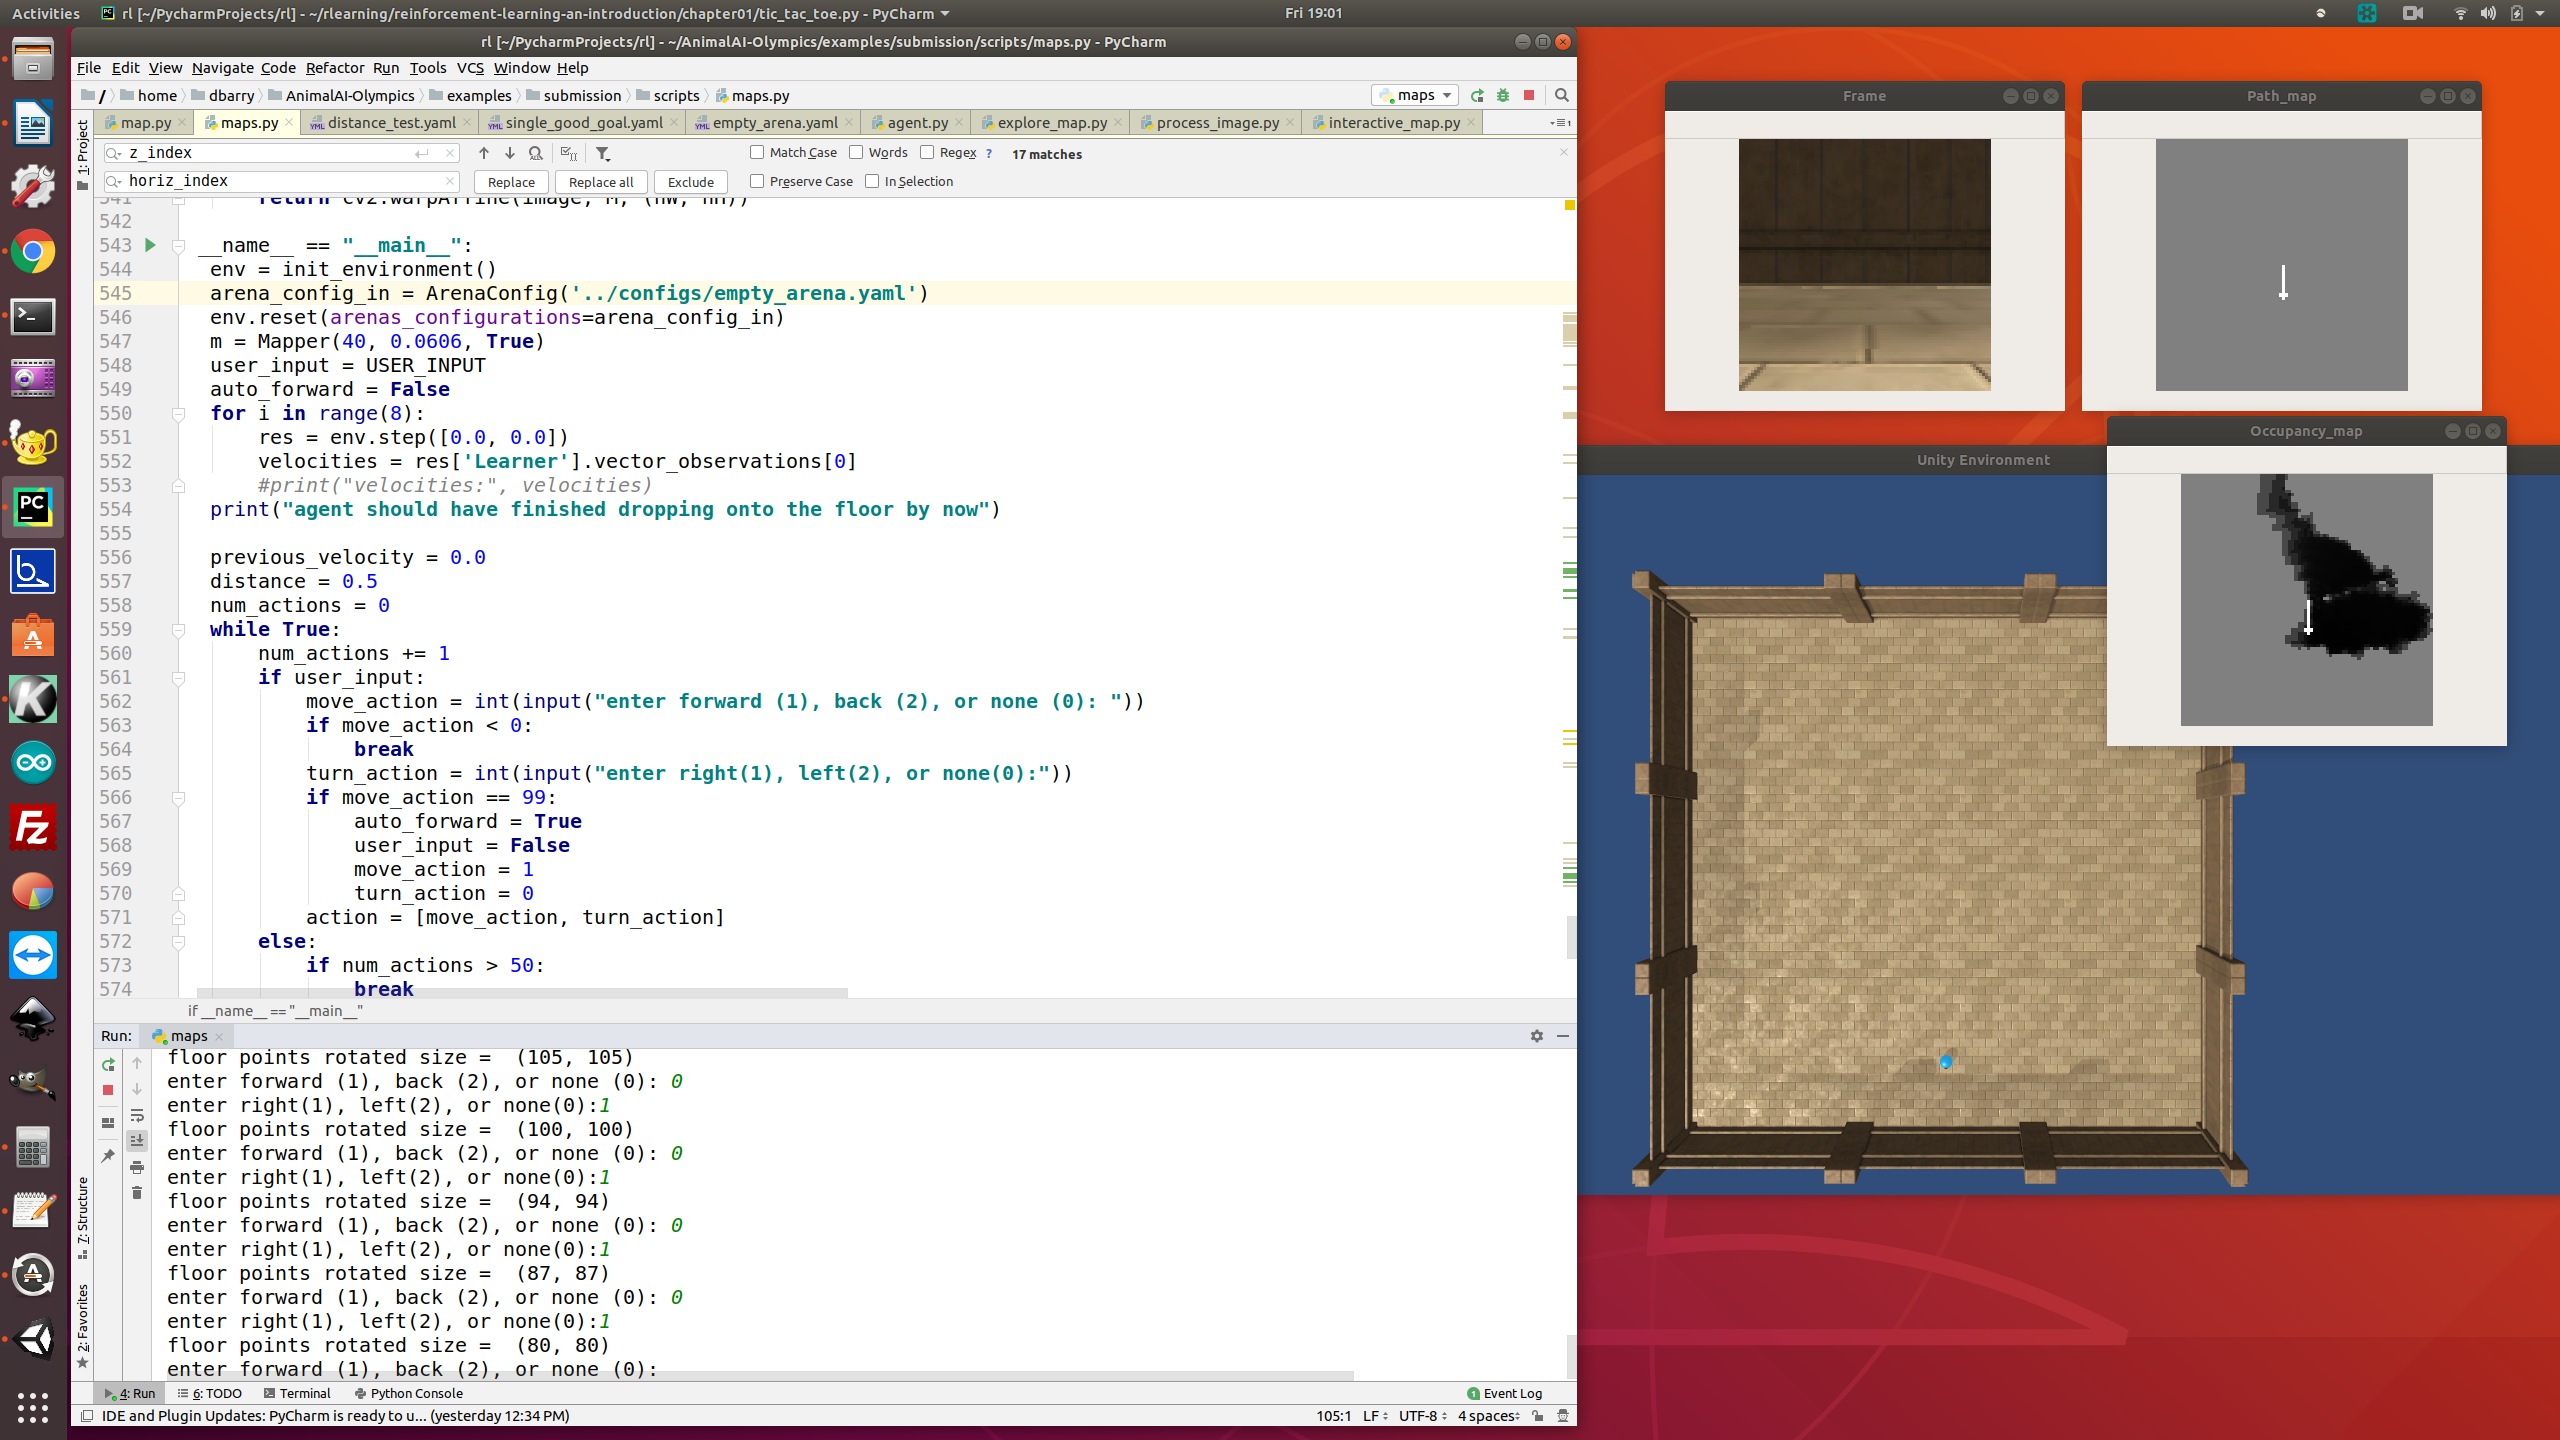 Activities
rl [~/PycharmProjects/rl] - ~/rlearning/reinforcement-learning-an-introduction/chapter01/tic_tac_toe.py - PyCharm
Fri 19:01
rl [~/PycharmProjects/rl] - ~/AnimalAI-Olympics/examples/submission/scripts/maps.py - PyCharm
File Edit View Navigate Code Refactor Run Tools VCS Window Help
/ home dbarry AnimalAI-Olympics examples submission scripts maps.py
maps
map.py maps.py distance_test.yaml single_good_goal.yaml empty_arena.yaml agent.py explore_map.py process_image.py interactive_map.py
1: Project
z_index
Match Case Words Regex ? 17 matches
horiz_index
Replace Replace all Exclude Preserve Case In Selection
541 return cv2.warpAffine(image, M, (nW, nH))
542
543 __name__ == "__main__":
544 env = init_environment()
545 arena_config_in = ArenaConfig('../configs/empty_arena.yaml')
546 env.reset(arenas_configurations=arena_config_in)
547 m = Mapper(40, 0.0606, True)
548 user_input = USER_INPUT
549 auto_forward = False
550 for i in range(8):
551 res = env.step([0.0, 0.0])
552 velocities = res['Learner'].vector_observations[0]
553 #print("velocities:", velocities)
554 print("agent should have finished dropping onto the floor by now")
555
556 previous_velocity = 0.0
557 distance = 0.5
558 num_actions = 0
559 while True:
560 num_actions += 1
561 if user_input:
562 move_action = int(input("enter forward (1), back (2), or none (0): "))
563 if move_action < 0:
564 break
565 turn_action = int(input("enter right(1), left(2), or none(0):"))
566 if move_action == 99:
567 auto_forward = True
568 user_input = False
569 move_action = 1
570 turn_action = 0
571 action = [move_action, turn_action]
572 else:
573 if num_actions > 50:
574 break
if __name__ == "__main__"
Run: maps
floor points rotated size =  (105, 105)
enter forward (1), back (2), or none (0): 0
enter right(1), left(2), or none(0):1
floor points rotated size =  (100, 100)
enter forward (1), back (2), or none (0): 0
enter right(1), left(2), or none(0):1
floor points rotated size =  (94, 94)
enter forward (1), back (2), or none (0): 0
enter right(1), left(2), or none(0):1
floor points rotated size =  (87, 87)
enter forward (1), back (2), or none (0): 0
enter right(1), left(2), or none(0):1
floor points rotated size =  (80, 80)
enter forward (1), back (2), or none (0):
7: Structure
2: Favorites
4: Run 6: TODO Terminal Python Console
1 Event Log
IDE and Plugin Updates: PyCharm is ready to u... (yesterday 12:34 PM)
105:1 LF UTF-8 4 spaces
Frame
Path_map
Occupancy_map
Unity Environment
PC
b
Fz